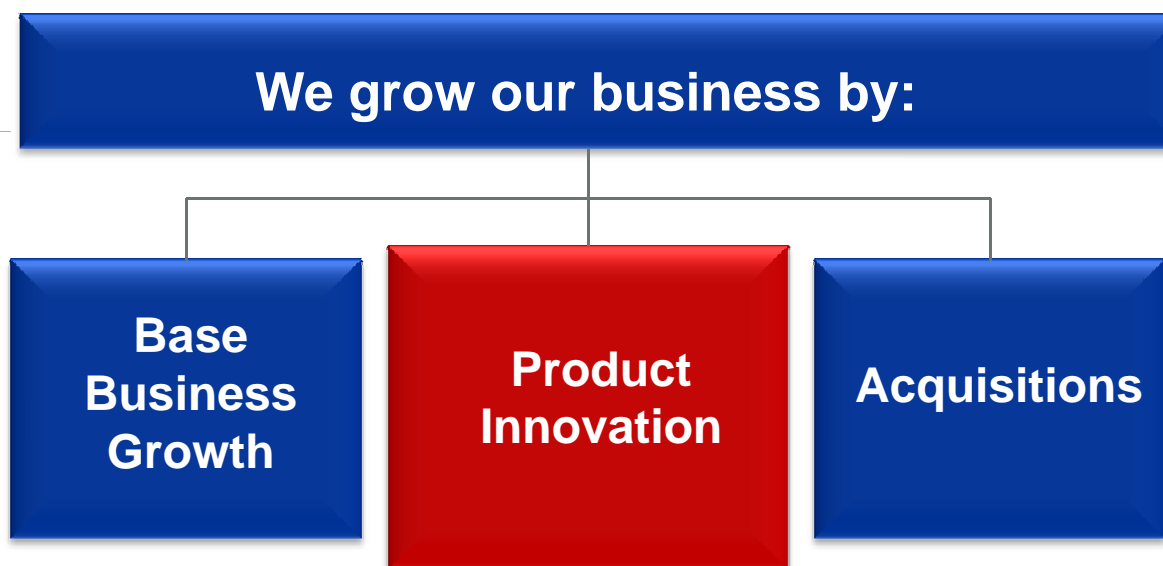 We grow our business by:
Base
Business
Growth
Product
Innovation
Acquisitions